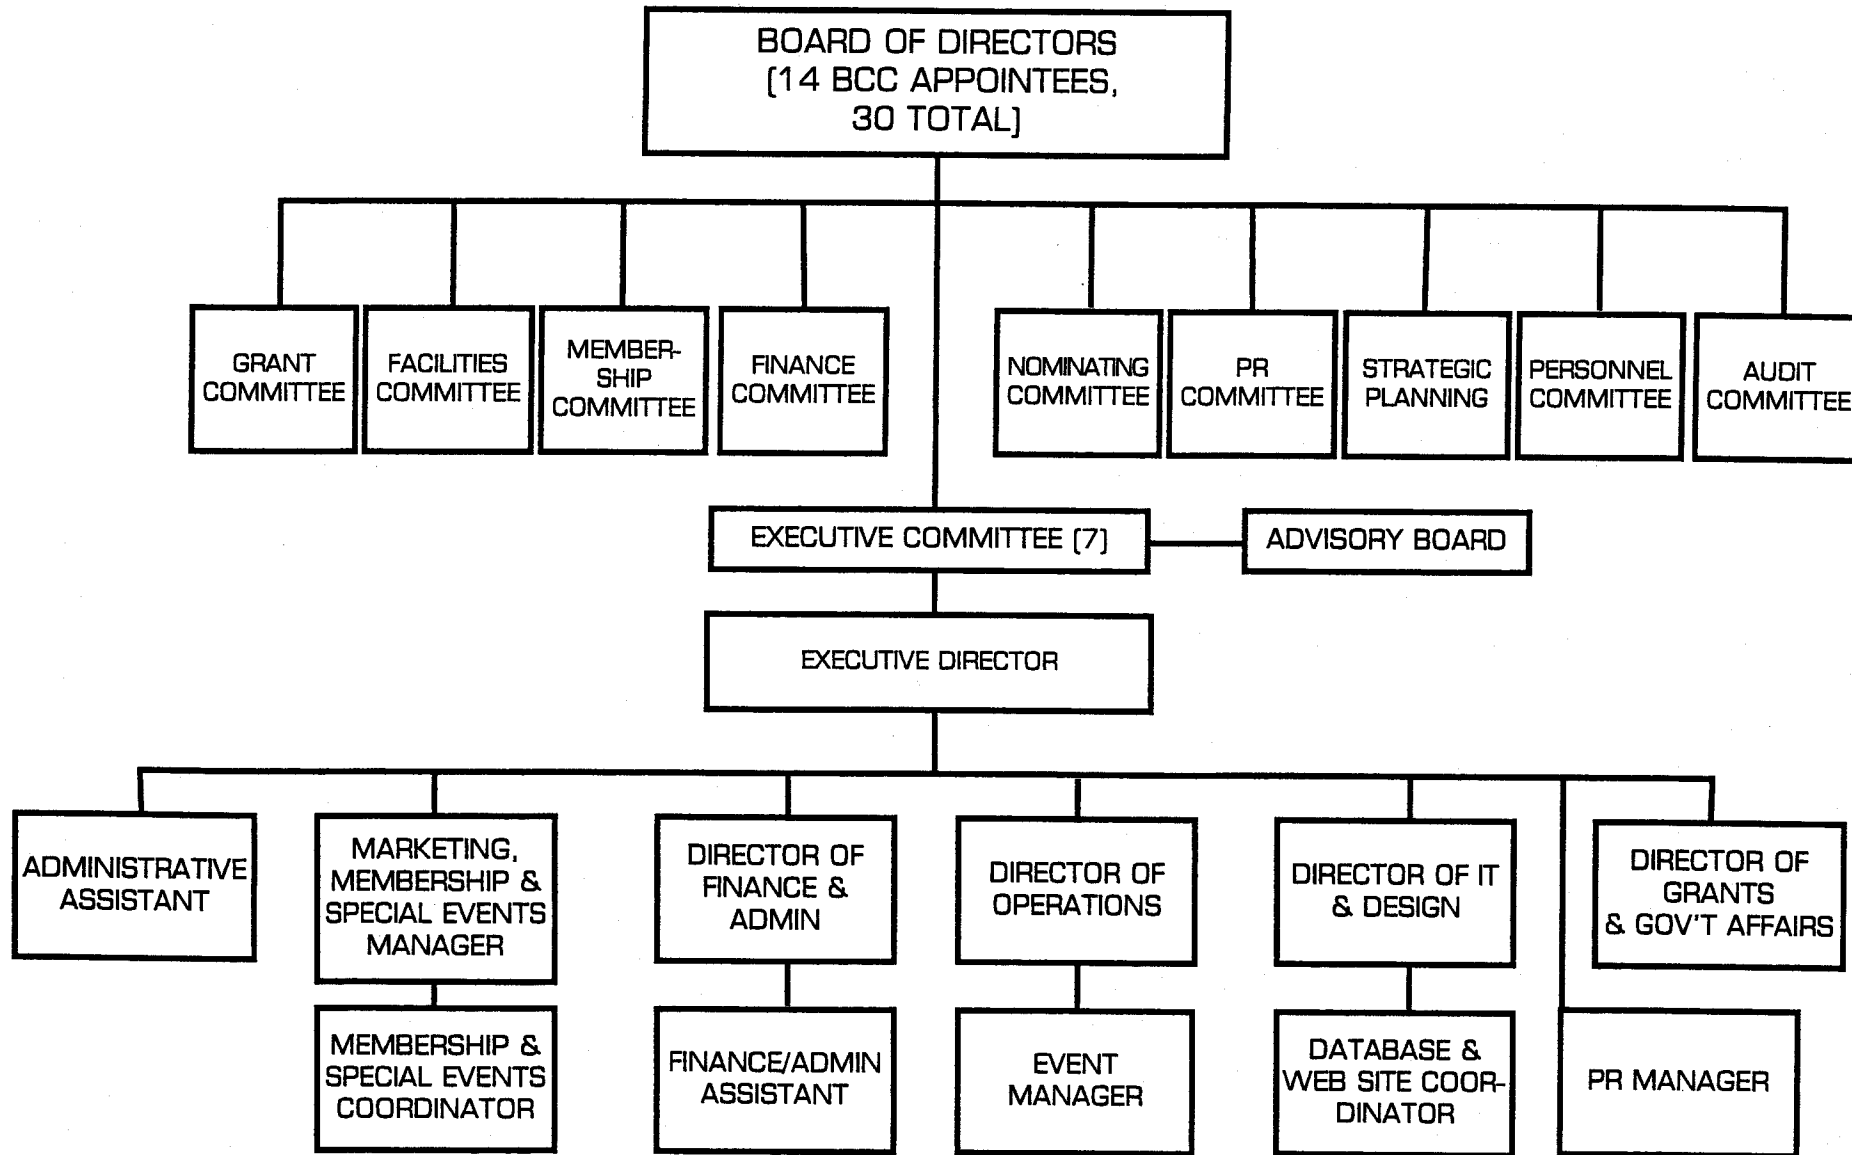 BOARD OF DIRECTORS
(14 BCC APPOINTEES,
30 TOTAL)
GRANT
COMMITTEE
FACILITIES
COMMITTEE
MEMBER-
SHIP
COMMITTEE
FINANCE
COMMITTEE
NOMINATING
COMMITTEE
PR
COMMITTEE
STRATEGIC
PLANNING
PERSONNEL
COMMITTEE
AUDIT
COMMITTEE
EXECUTIVE COMMITTEE (7)
ADVISORY BOARD
EXECUTIVE DIRECTOR
ADMINISTRATIVE
ASSISTANT
MARKETING,
MEMBERSHIP &
SPECIAL EVENTS
MANAGER
DIRECTOR OF
FINANCE &
ADMIN
DIRECTOR OF
OPERATIONS
DIRECTOR OF IT
& DESIGN
DIRECTOR OF
GRANTS
& GOV'T AFFAIRS
MEMBERSHIP &
SPECIAL EVENTS
COORDINATOR
FINANCE/ADMIN
ASSISTANT
EVENT
MANAGER
DATABASE &
WEB SITE COOR-
DINATOR
PR MANAGER